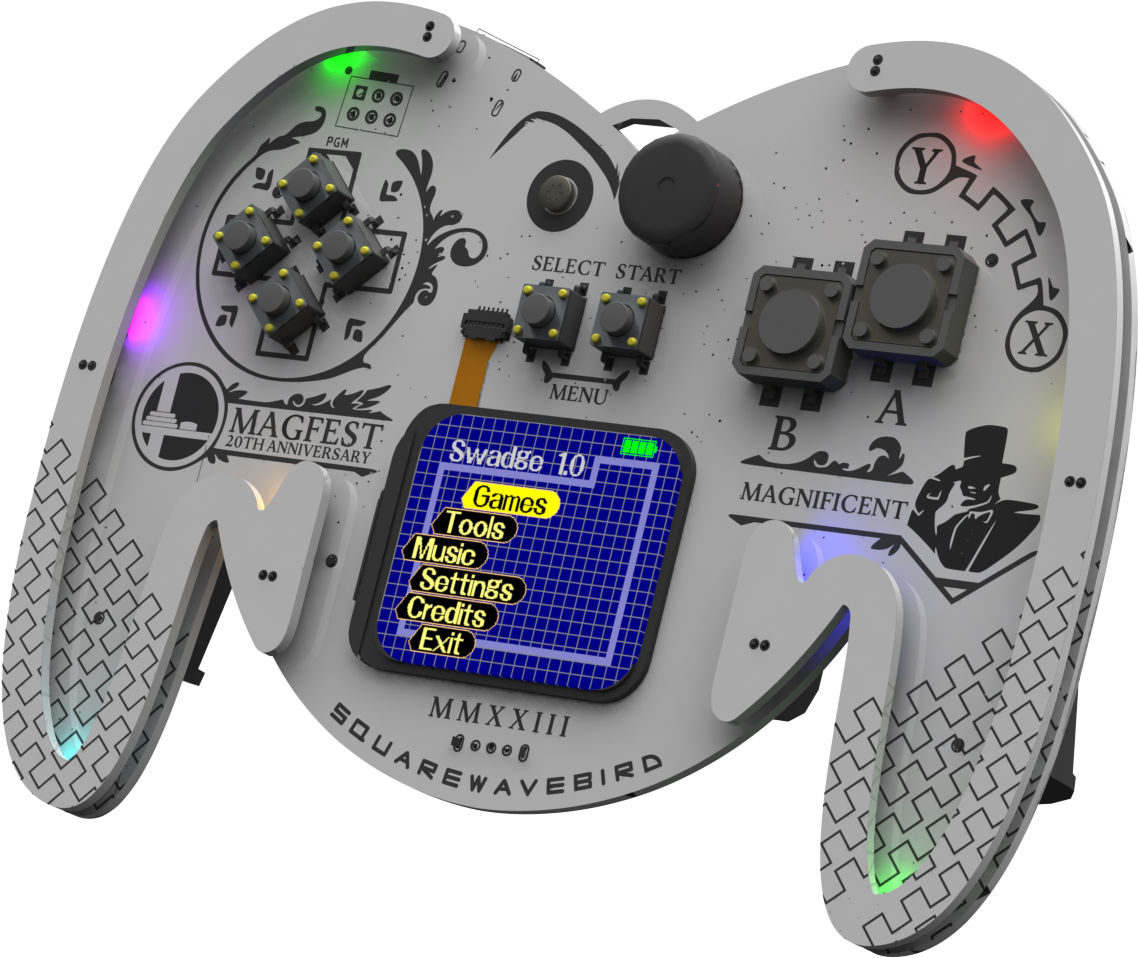 PGM
Y
SELECT START
X
MENU
A
B
MAGFEST
20TH ANNIVERSARY
Swadge 1.0
Games
Tools
Music
Settings
Credits
Exit
MAGNIFICENT
MMXXIII
SQUAREWAVEBIRD